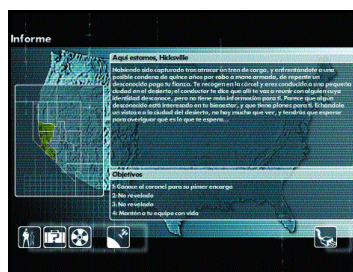 Informe
Aquí estamos, Hicksville
Habiendo sido capturado tras atracar un tren de carga, y enfrentándote a una
posible condena de quince años por robo a mano armada, de repente un
desconocido paga tu fianza. Te recogen en la cárcel y eres conducido a una pequeña
ciudad en el desierto; el conductor te dice que allí te vas a reunir con alguien cuya
identidad desconoce, pero no tiene más información para ti. Parece que algún
desconocido está interesado en tu bienestar, y que tiene planes para ti. Echándole
un vistazo a la ciudad del desierto, no hay mucho que ver, y tendrás que esperar
para averiguar qué es lo que te espera...
Objetivos
1: Conoce al coronel para su primer encargo
2: No revelado
3: No revelado
4: Mantén a tu equipo con vida